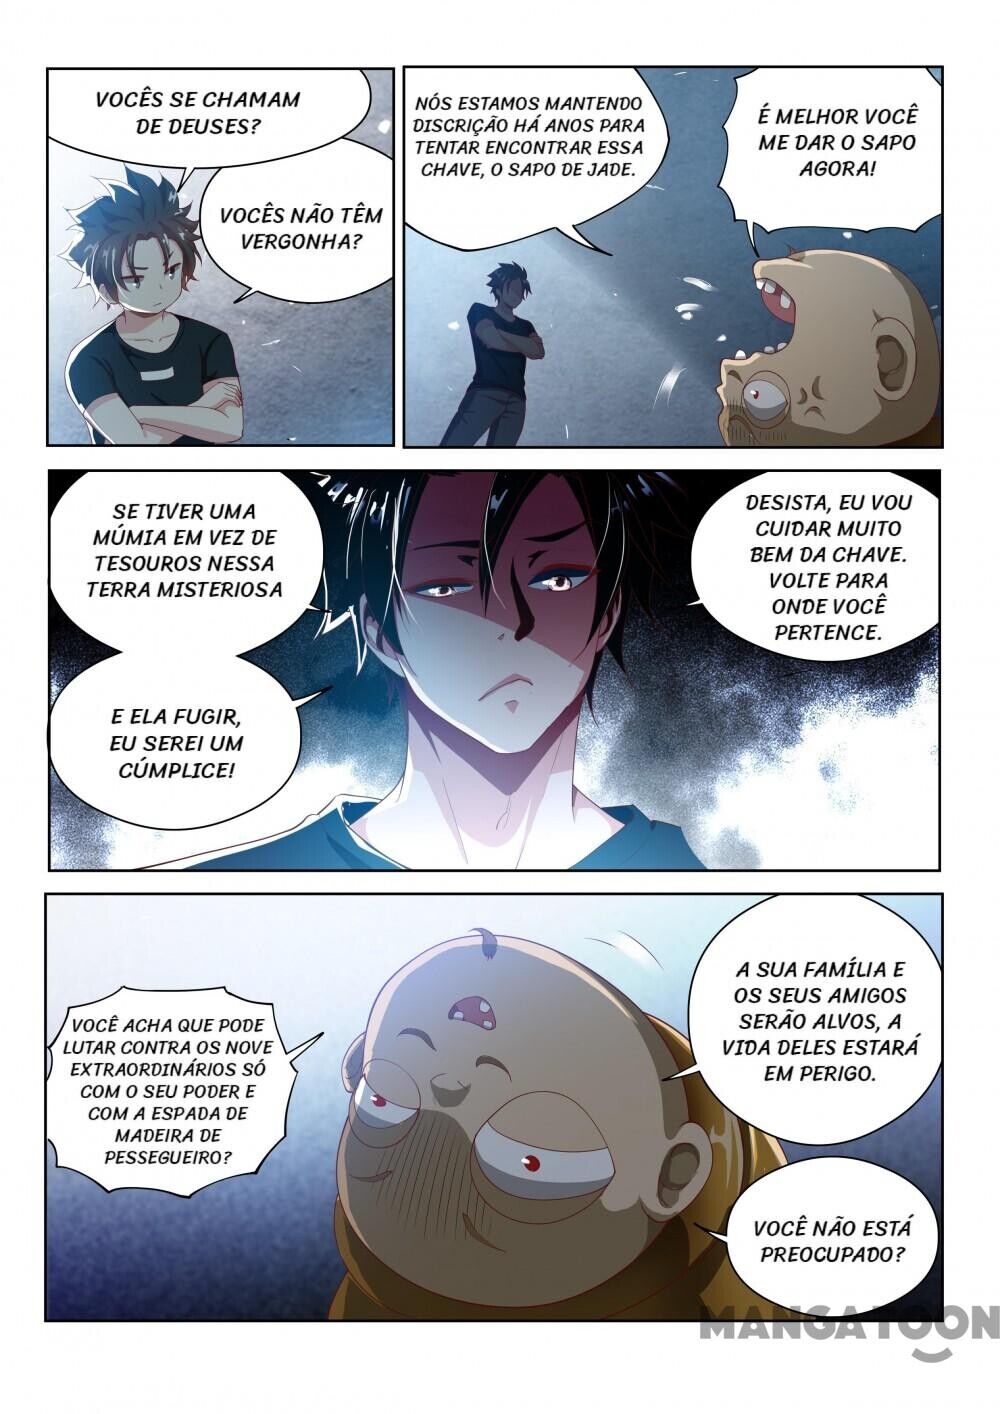 VOCÊS SE CHAMAM
DE DEUSES?
VOCÊS NÃO TÊM
VERGONHA?
NÓS ESTAMOS MANTENDO
DISCRIÇÃO HÁ ANOS PARA
TENTAR ENCONTRAR ESSA
CHAVE, O SAPO DE JADE.
É MELHOR VOCÊ
ME DAR O SAPO
AGORA!
SE TIVER UMA
MÚMIA EM VEZ DE
TESOUROS NESSA
TERRA MISTERIOSA
E ELA FUGIR,
EU SEREI UM
CÚMPLICE!
DESISTA, EU VOU
CUIDAR MUITO
BEM DA CHAVE.
VOLTE PARA
ONDE VOCÊ
PERTENCE.
VOCÊ ACHA QUE PODE
LUTAR CONTRA OS NOVE
EXTRAORDINÁRIOS SÓ
COM O SEU PODER E
COM A ESPADA DE
MADEIRA DE
PESSEGUEIRO?
A SUA FAMÍLIA E
OS SEUS AMIGOS
SERÃO ALVOS, A
VIDA DELES ESTARÁ
EM PERIGO.
VOCÊ NÃO ESTÁ
PREOCUPADO?
MANGATOON